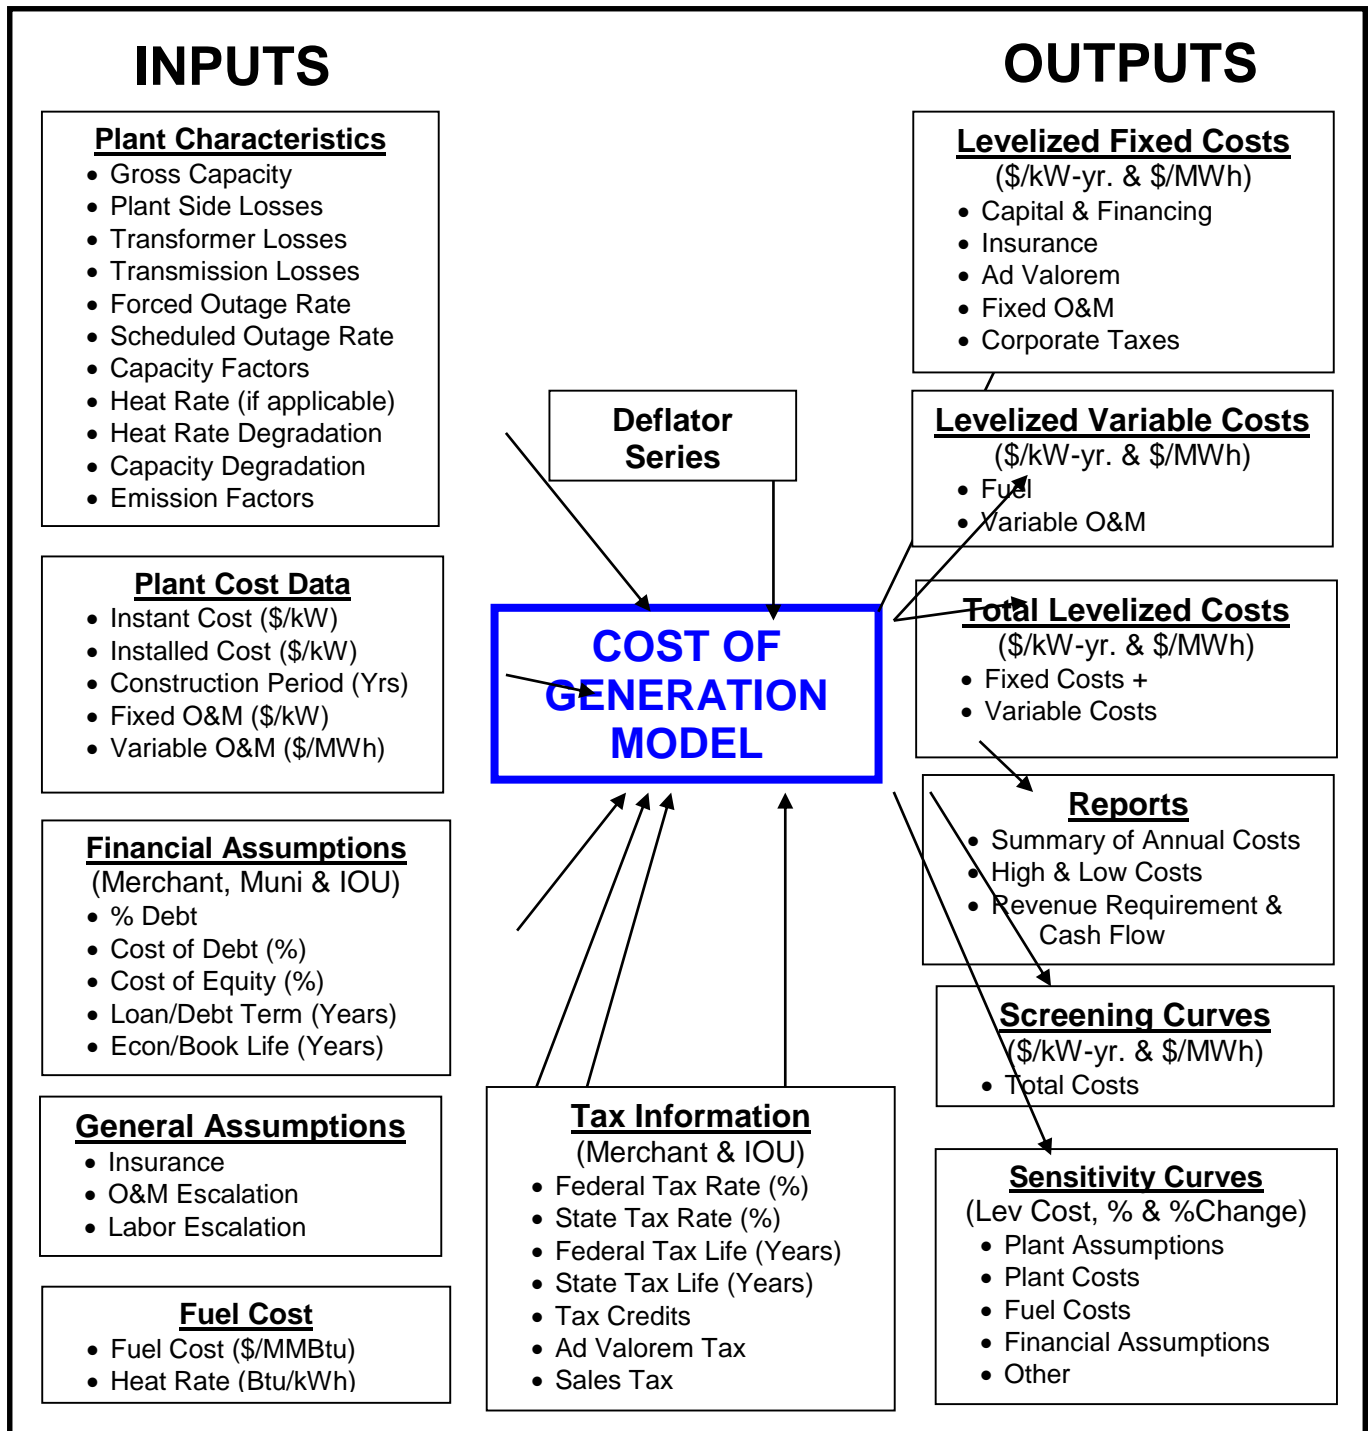 INPUTS
Plant Characteristics
• Gross Capacity
• Plant Side Losses
• Transformer Losses
• Transmission Losses
• Forced Outage Rate
• Scheduled Outage Rate
• Capacity Factors
• Heat Rate (if applicable)
• Heat Rate Degradation
• Capacity Degradation
• Emission Factors
Plant Cost Data
• Instant Cost ($/kW)
• Installed Cost ($/kW)
• Construction Period (Yrs)
• Fixed O&M ($/kW)
• Variable O&M ($/MWh)
Financial Assumptions
(Merchant, Muni & IOU)
• % Debt
• Cost of Debt (%)
• Cost of Equity (%)
• Loan/Debt Term (Years)
• Econ/Book Life (Years)
General Assumptions
• Insurance
• O&M Escalation
• Labor Escalation
Fuel Cost
• Fuel Cost ($/MMBtu)
• Heat Rate (Btu/kWh)
Deflator
Series
COST OF
GENERATION
MODEL
Tax Information
(Merchant & IOU)
• Federal Tax Rate (%)
• State Tax Rate (%)
• Federal Tax Life (Years)
• State Tax Life (Years)
• Tax Credits
• Ad Valorem Tax
• Sales Tax
OUTPUTS
Levelized Fixed Costs
($/kW-yr. & $/MWh)
• Capital & Financing
• Insurance
• Ad Valorem
• Fixed O&M
• Corporate Taxes
Levelized Variable Costs
($/kW-yr. & $/MWh)
• Fuel
• Variable O&M
Total Levelized Costs
($/kW-yr. & $/MWh)
• Fixed Costs +
• Variable Costs
Reports
• Summary of Annual Costs
• High & Low Costs
• Revenue Requirement &
Cash Flow
Screening Curves
($/kW-yr. & $/MWh)
• Total Costs
Sensitivity Curves
(Lev Cost, % & %Change)
• Plant Assumptions
• Plant Costs
• Fuel Costs
• Financial Assumptions
• Other